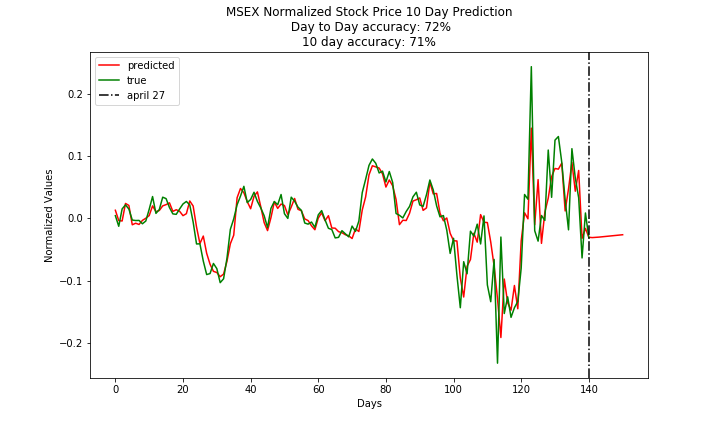 MSEX Normalized Stock Price 10 Day Prediction
Day to Day accuracy: 72%
10 day accuracy: 71%
predicted
true
april 27
Normalized Values
0.2
0.1
0.0
−0.1
−0.2
0 20 40 60 80 100 120 140
Days